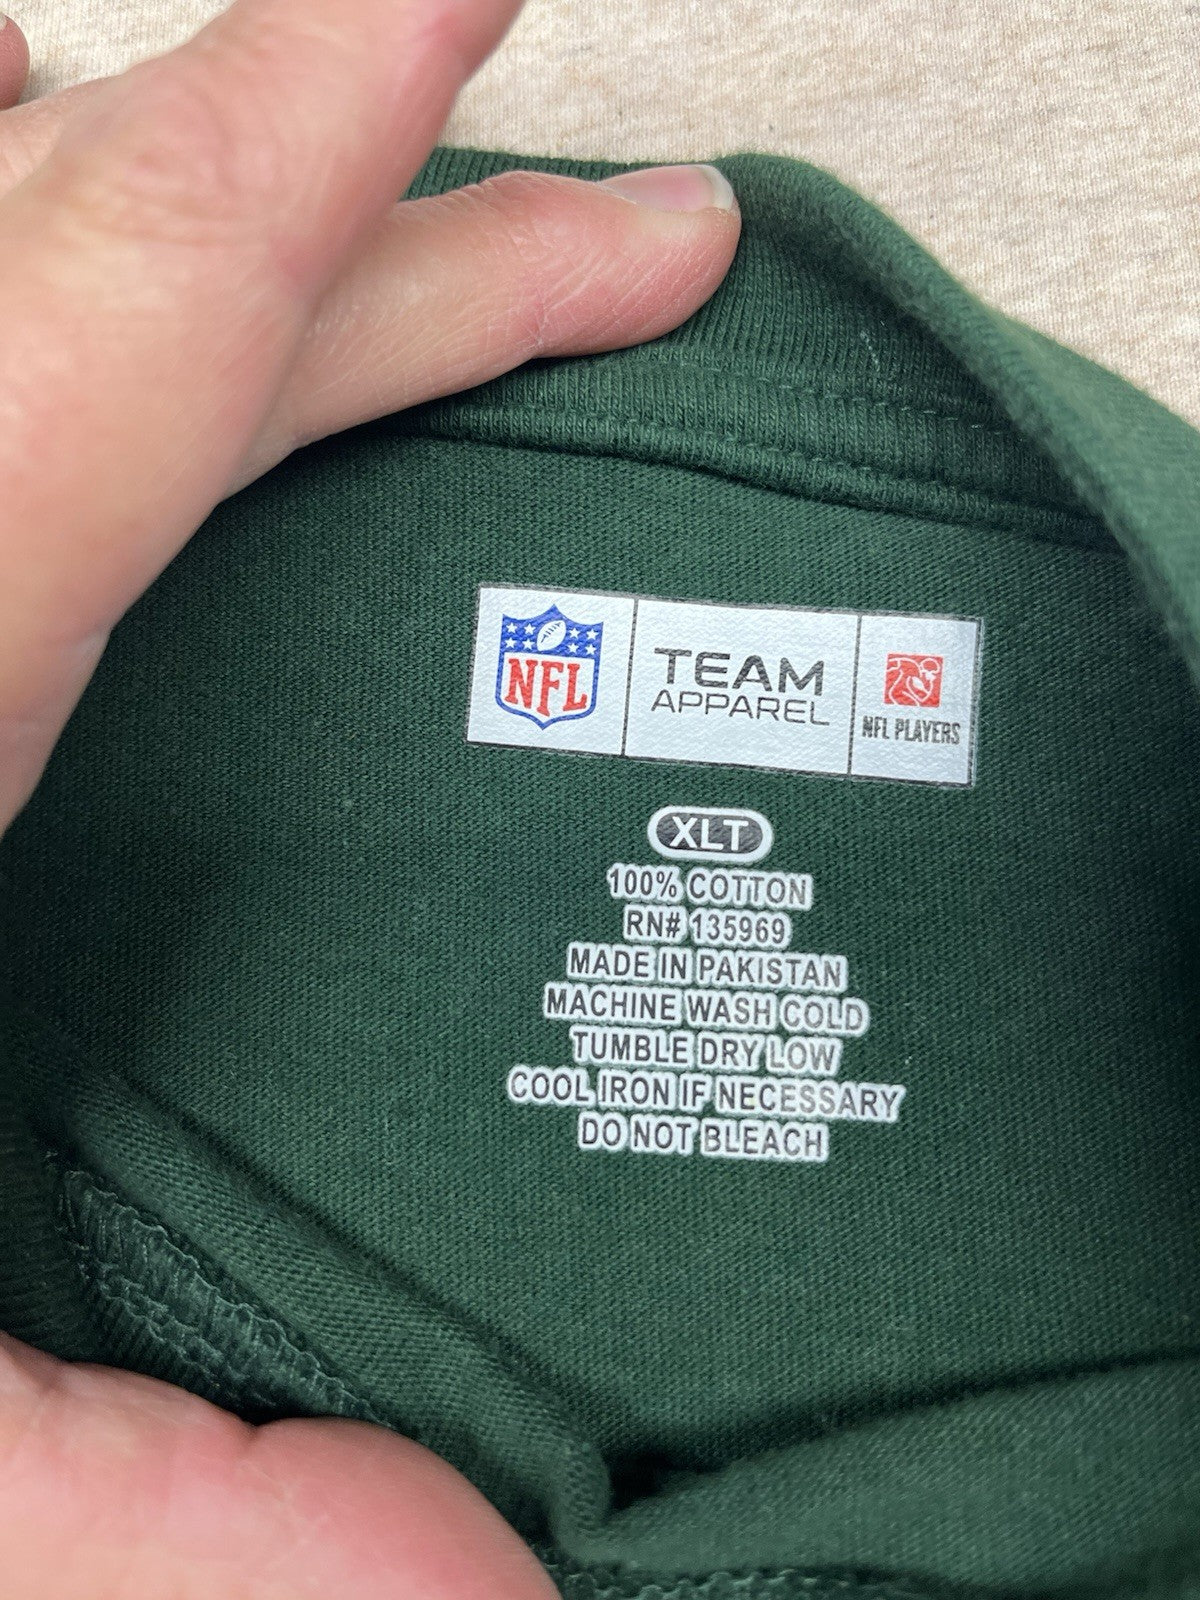 NFL
TEAM
APPAREL
NFL PLAYERS
XLT
100% COTTON
RN# 135969
MADE IN PAKISTAN
MACHINE WASH COLD
TUMBLE DRY LOW
COOL IRON IF NECESSARY
DO NOT BLEACH